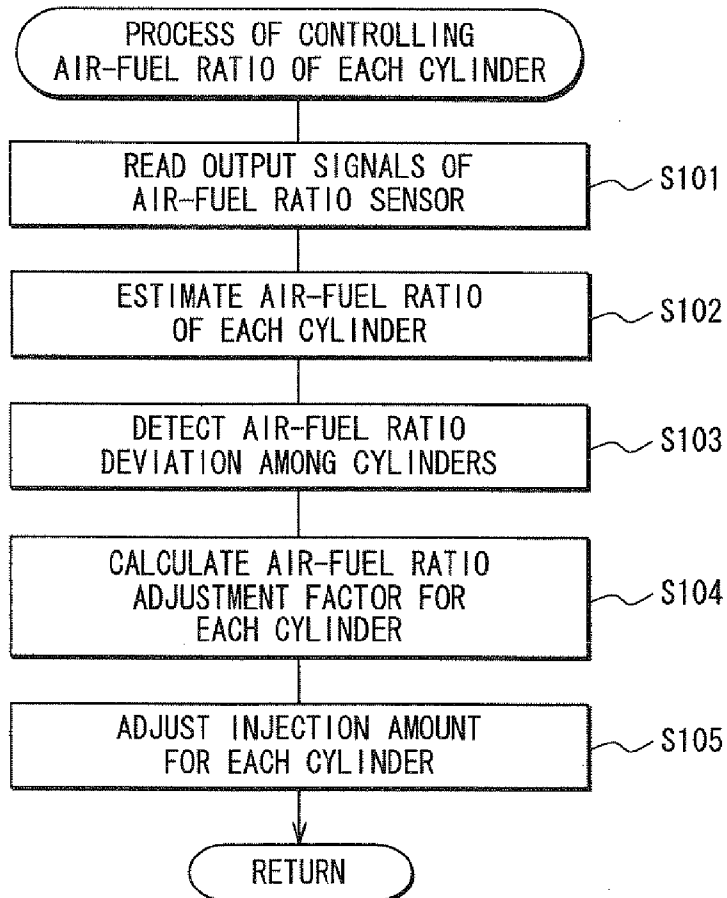 PROCESS OF CONTROLLING
AIR-FUEL RATIO OF EACH CYLINDER
READ OUTPUT SIGNALS OF
AIR-FUEL RATIO SENSOR
S101
ESTIMATE AIR-FUEL RATIO
OF EACH CYLINDER
S102
DETECT AIR-FUEL RATIO
DEVIATION AMONG CYLINDERS
S103
CALCULATE AIR-FUEL RATIO
ADJUSTMENT FACTOR FOR
EACH CYLINDER
S104
ADJUST INJECTION AMOUNT
FOR EACH CYLINDER
S105
RETURN